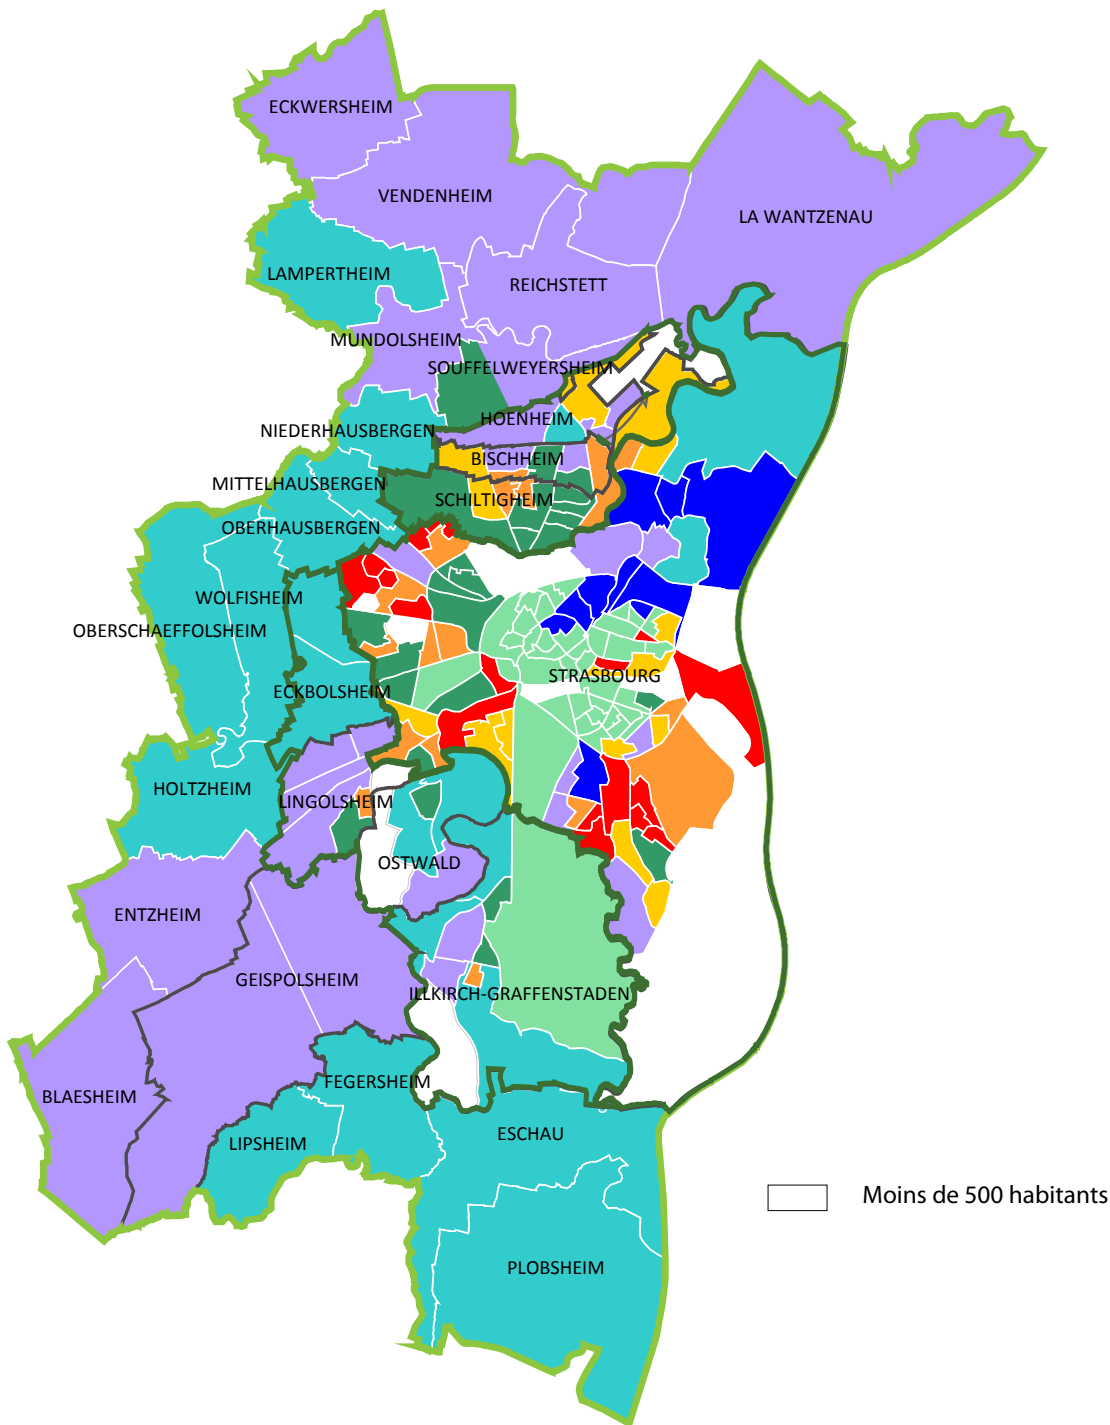 ECKWERSHEIM
VENDENHEIM
LA WANTZENAU
LAMPERTHEIM
REICHSTETT
MUNDOLSHEIM
SOUFFELWEYERSHEIM
HOENHEIM
NIEDERHAUSBERGEN
BISCHHEIM
MITTELHAUSBERGEN
SCHILTIGHEIM
OBERHAUSBERGEN
WOLFISHEIM
OBERSCHAEFFOLSHEIM
STRASBOURG
ECKBOLSHEIM
HOLTZHEIM
LINGOLSHEIM
OSTWALD
ENTZHEIM
GEISPOLSHEIM
ILLKIRCH-GRAFFENSTADEN
FEGERSHEIM
BLAESHEIM
ESCHAU
LIPSHEIM
Moins de 500 habitants
PLOBSHEIM